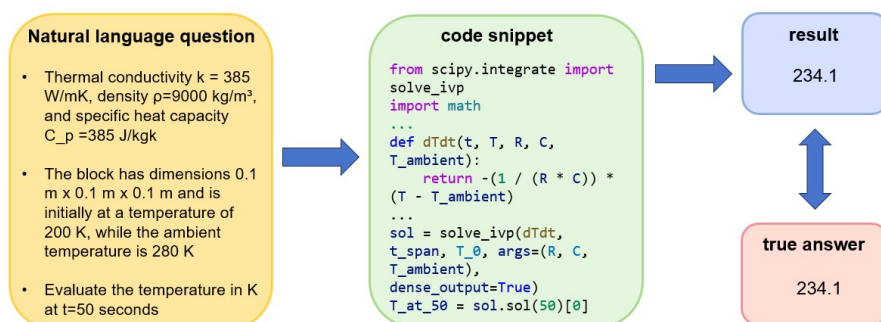 Natural language question
• Thermal conductivity k = 385
W/mK, density ρ=9000 kg/m³,
and specific heat capacity
C_p =385 J/kgk
• The block has dimensions 0.1
m x 0.1 m x 0.1 m and is
initially at a temperature of
200 K, while the ambient
temperature is 280 K
• Evaluate the temperature in K
at t=50 seconds
code snippet
from scipy.integrate import
solve_ivp
import math
...
def dTdt(t, T, R, C,
T_ambient):
    return -(1 / (R * C)) *
(T - T_ambient)
...
sol = solve_ivp(dTdt,
t_span, T_0, args=(R, C,
T_ambient),
dense_output=True)
T_at_50 = sol.sol(50)[0]
result
234.1
true answer
234.1